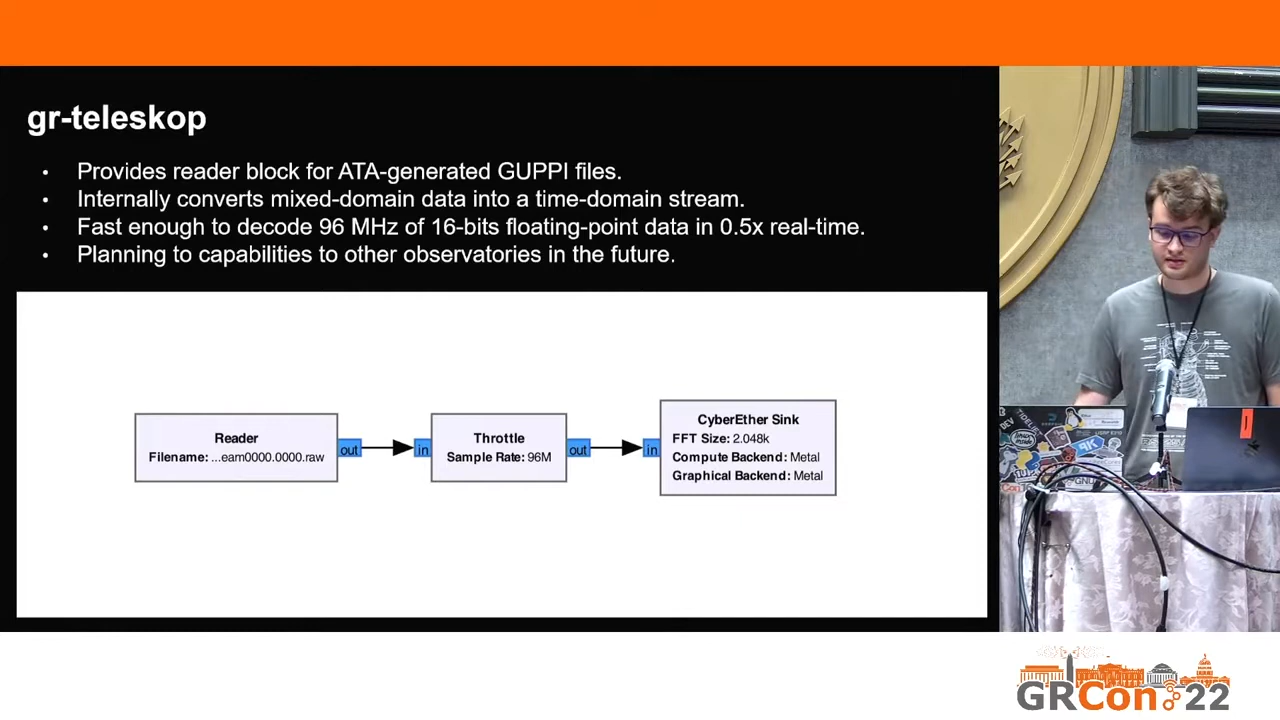 gr-teleskop
• Provides reader block for ATA-generated GUPPI files.
• Internally converts mixed-domain data into a time-domain stream.
• Fast enough to decode 96 MHz of 16-bits floating-point data in 0.5x real-time.
• Planning to capabilities to other observatories in the future.
Reader
Filename: ...eam0000.0000.raw
out
in
Throttle
Sample Rate: 96M
out
in
CyberEther Sink
FFT Size: 2.048k
Compute Backend: Metal
Graphical Backend: Metal
GRCon 22